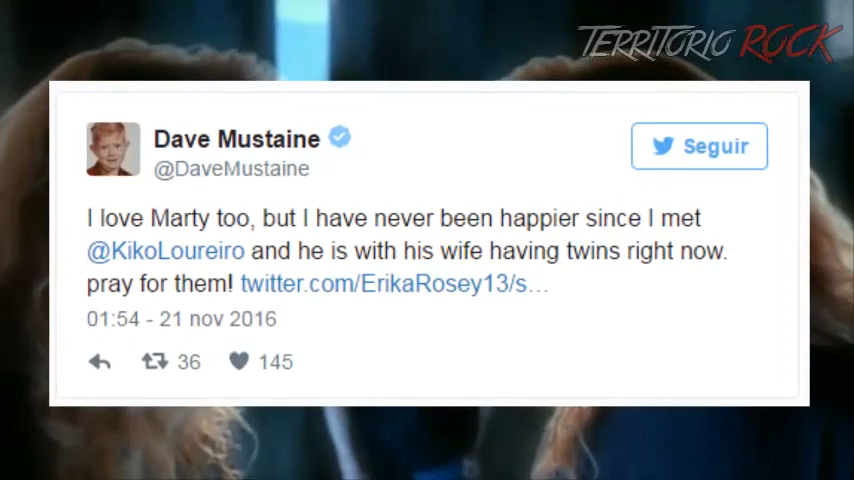 TERRITORIO ROCK
Dave Mustaine
@DaveMustaine
Seguir
I love Marty too, but I have never been happier since I met
@KikoLoureiro and he is with his wife having twins right now.
pray for them! twitter.com/ErikaRosey13/s...
01:54 - 21 nov 2016
36 145